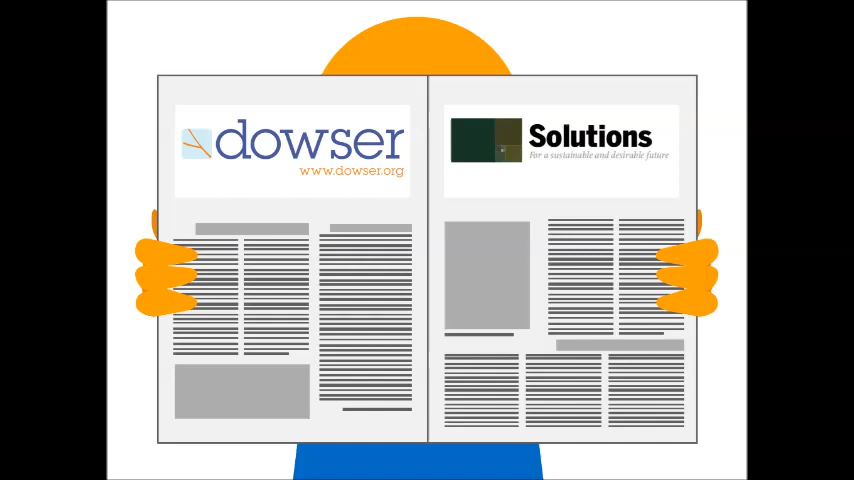 dowser
www.dowser.org
Solutions
For a sustainable and desirable future